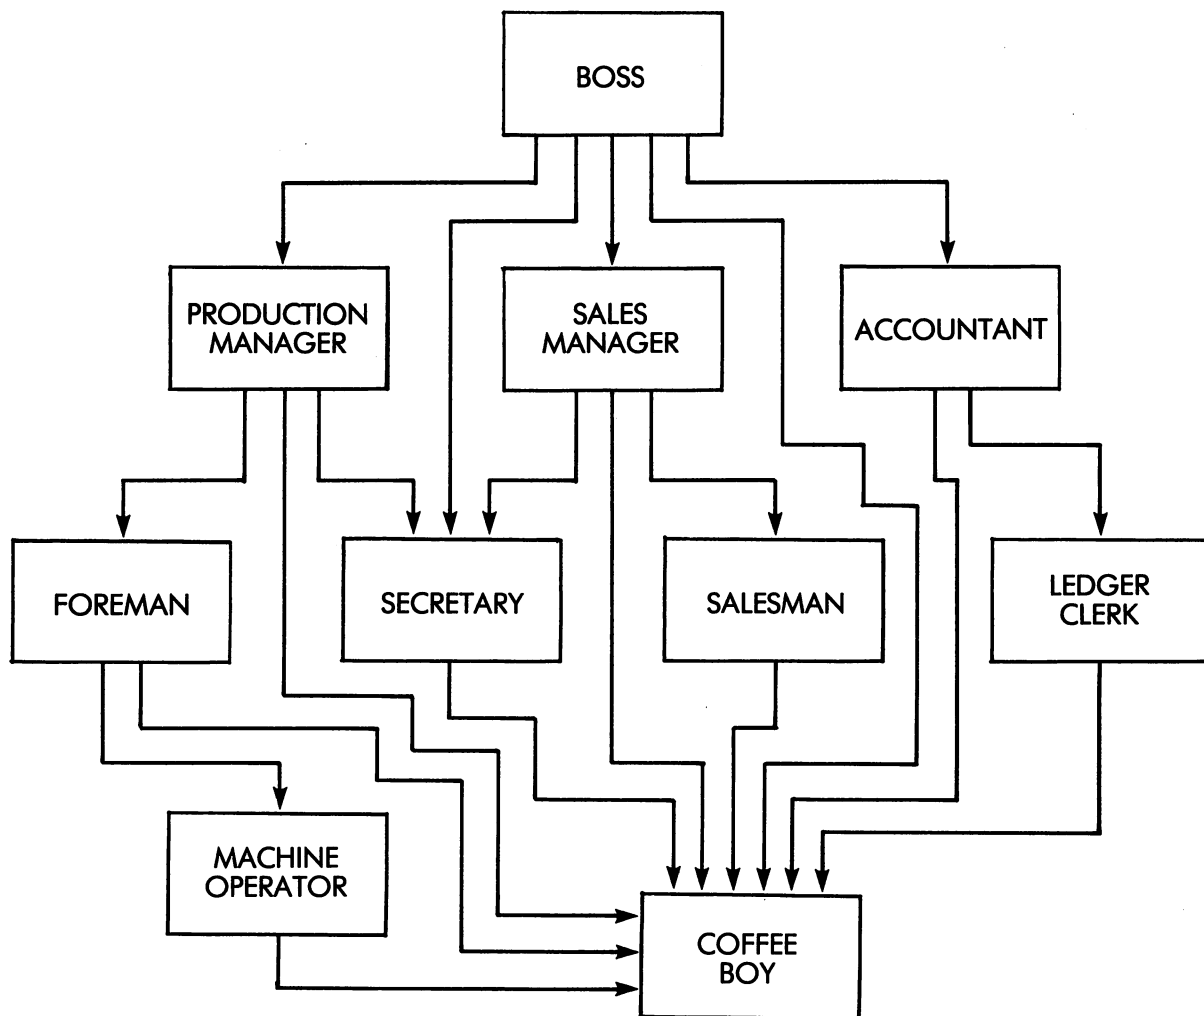 BOSS
PRODUCTION
MANAGER
SALES
MANAGER
ACCOUNTANT
FOREMAN
SECRETARY
SALESMAN
LEDGER
CLERK
MACHINE
OPERATOR
COFFEE
BOY